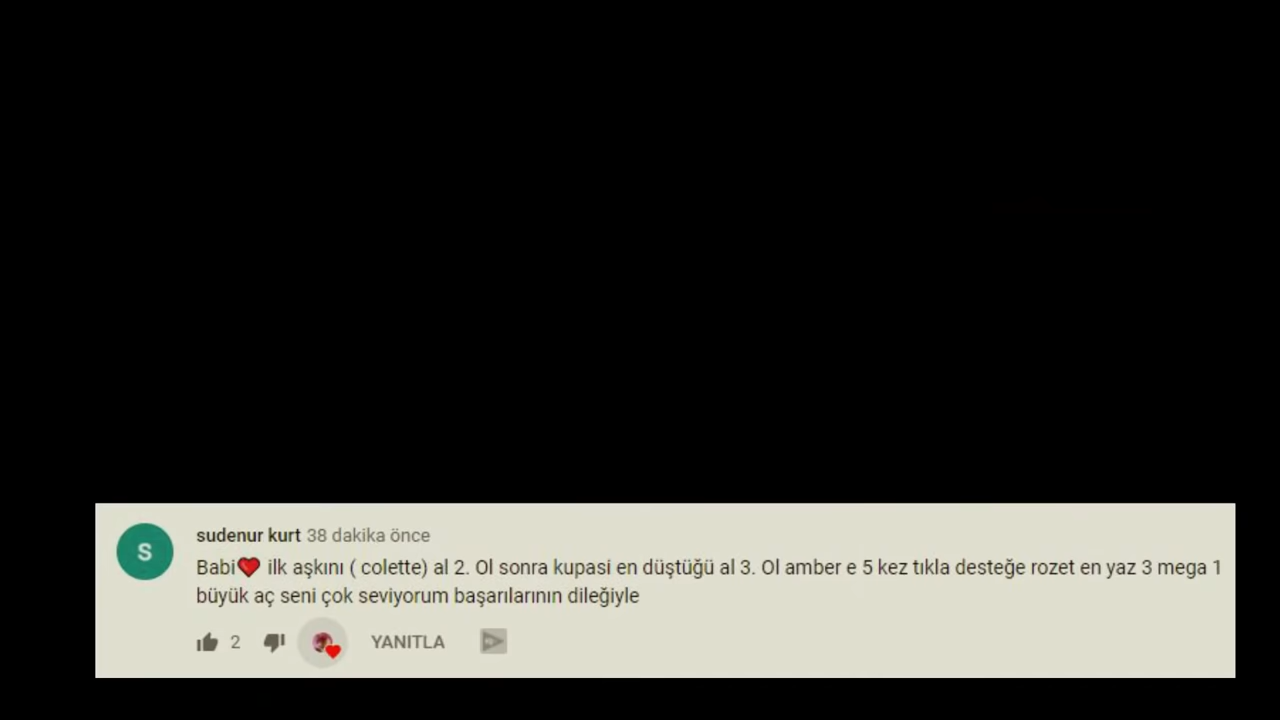 S
sudenur kurt 38 dakika önce
Babi❤️ ilk aşkını ( colette) al 2. Ol sonra kupasi en düştüğü al 3. Ol amber e 5 kez tıkla desteğe rozet en yaz 3 mega 1
büyük aç seni çok seviyorum başarılarının dileğiyle
2 YANITLA